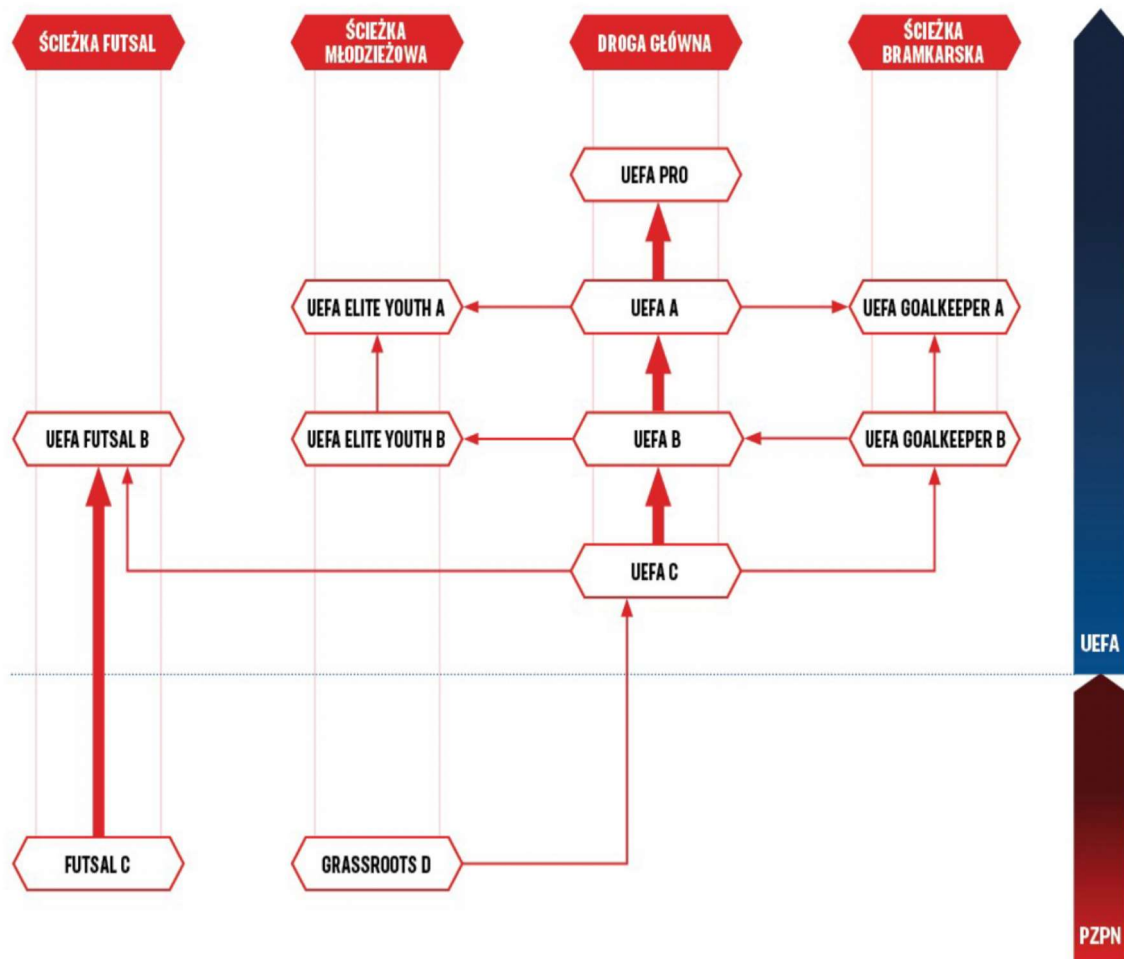 ŚCIEŻKA FUTSAL
ŚCIEŻKA
MŁODZIEŻOWA
DROGA GŁÓWNA
ŚCIEŻKA
BRAMKARSKA
UEFA PRO
UEFA ELITE YOUTH A
UEFA A
UEFA GOALKEEPER A
UEFA FUTSAL B
UEFA ELITE YOUTH B
UEFA B
UEFA GOALKEEPER B
UEFA C
UEFA
FUTSAL C
GRASSROOTS D
PZPN